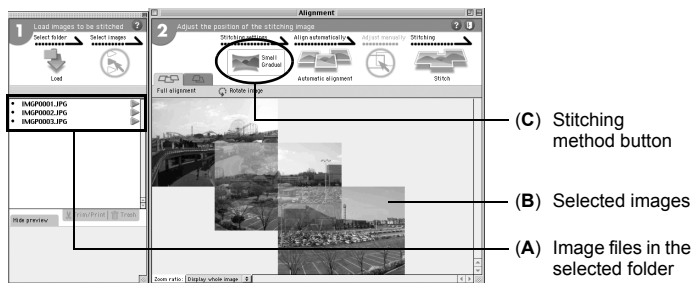 Alignment
1 Load images to be stitched ?
Select folder
Select images
Load
• IMGP0001.JPG
• IMGP0002.JPG
• IMGP0003.JPG
Hide preview
Trim/Print
Trash
2 Adjust the position of the stitching image ?
Stitching settings
Align automatically
Adjust manually
Stitching
Small
Gradual
Automatic alignment
Stitch
Full alignment
Rotate image
Zoom ratio: Display whole image
(C) Stitching
method button
(B) Selected images
(A) Image files in the
selected folder